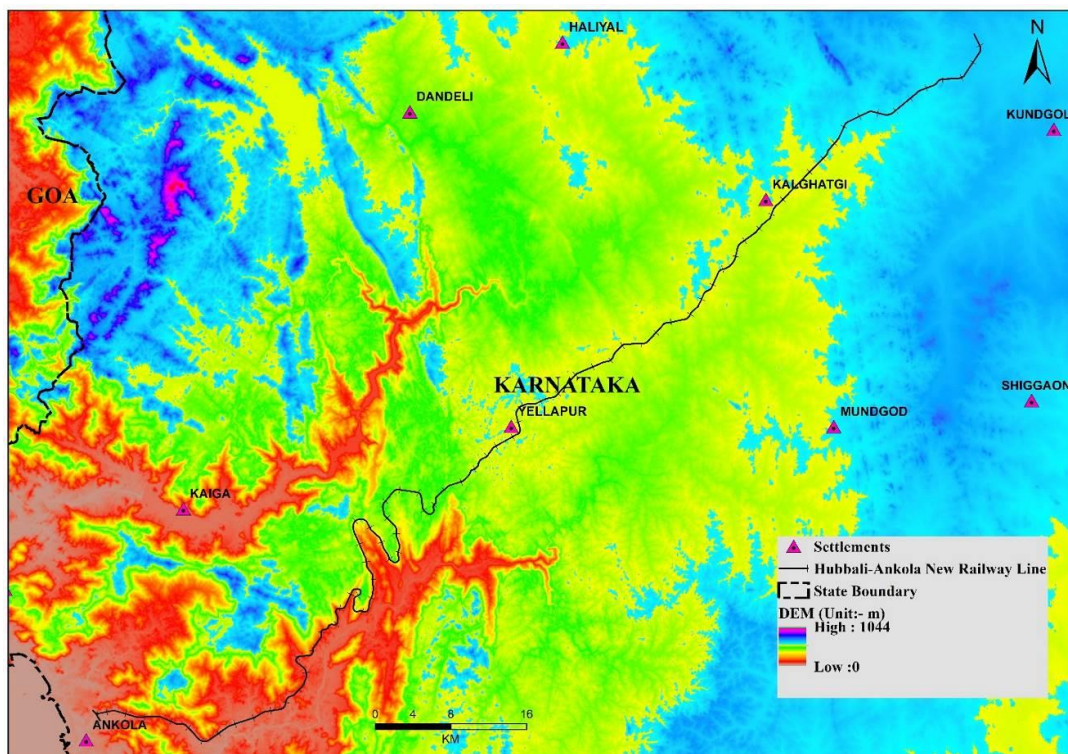 HALIYAL
N
DANDELI
KUNDGOL
GOA
KALGHATGI
KARNATAKA
YELLAPUR
SHIGGAON
MUNDGOD
KAIGA
Settlements
Hubbali-Ankola New Railway Line
State Boundary
DEM (Unit:- m)
High : 1044
Low :0
ANKOLA
0 4 8 16
KM